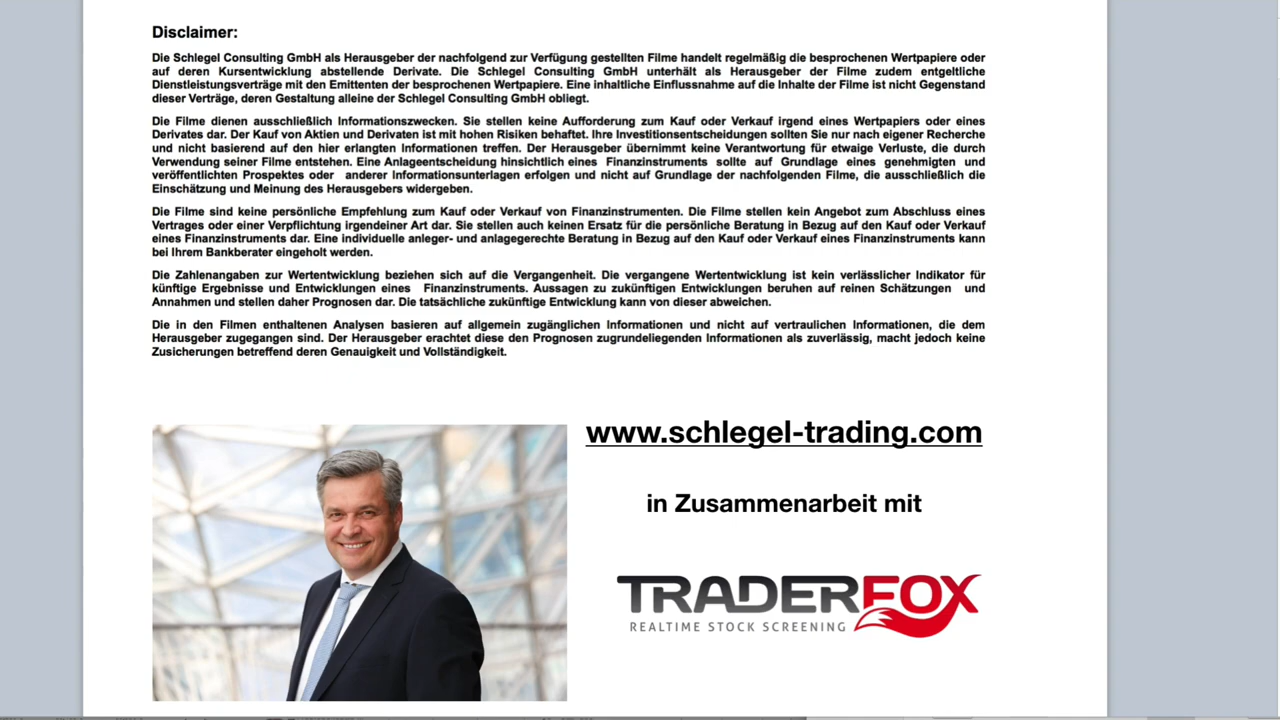 Disclaimer:
Die Schlegel Consulting GmbH als Herausgeber der nachfolgend zur Verfügung gestellten Filme handelt regelmäßig die besprochenen Wertpapiere oder
auf deren Kursentwicklung abstellende Derivate. Die Schlegel Consulting GmbH unterhält als Herausgeber der Filme zudem entgeltliche
Dienstleistungsverträge mit den Emittenten der besprochenen Wertpapiere. Eine inhaltliche Einflussnahme auf die Inhalte der Filme ist nicht Gegenstand
dieser Verträge, deren Gestaltung alleine der Schlegel Consulting GmbH obliegt.
Die Filme dienen ausschließlich Informationszwecken. Sie stellen keine Aufforderung zum Kauf oder Verkauf irgend eines Wertpapiers oder eines
Derivates dar. Der Kauf von Aktien und Derivaten ist mit hohen Risiken behaftet. Ihre Investitionsentscheidungen sollten Sie nur nach eigener Recherche
und nicht basierend auf den hier erlangten Informationen treffen. Der Herausgeber übernimmt keine Verantwortung für etwaige Verluste, die durch
Verwendung seiner Filme entstehen. Eine Anlageentscheidung hinsichtlich eines Finanzinstruments sollte auf Grundlage eines genehmigten und
veröffentlichten Prospektes oder anderer Informationsunterlagen erfolgen und nicht auf Grundlage der nachfolgenden Filme, die ausschließlich die
Einschätzung und Meinung des Herausgebers widergeben.
Die Filme sind keine persönliche Empfehlung zum Kauf oder Verkauf von Finanzinstrumenten. Die Filme stellen kein Angebot zum Abschluss eines
Vertrages oder einer Verpflichtung irgendeiner Art dar. Sie stellen auch keinen Ersatz für die persönliche Beratung in Bezug auf den Kauf oder Verkauf
eines Finanzinstruments dar. Eine individuelle anleger- und anlagegerechte Beratung in Bezug auf den Kauf oder Verkauf eines Finanzinstruments kann
bei Ihrem Bankberater eingeholt werden.
Die Zahlenangaben zur Wertentwicklung beziehen sich auf die Vergangenheit. Die vergangene Wertentwicklung ist kein verlässlicher Indikator für
künftige Ergebnisse und Entwicklungen eines Finanzinstruments. Aussagen zu zukünftigen Entwicklungen beruhen auf reinen Schätzungen und
Annahmen und stellen daher Prognosen dar. Die tatsächliche zukünftige Entwicklung kann von dieser abweichen.
Die in den Filmen enthaltenen Analysen basieren auf allgemein zugänglichen Informationen und nicht auf vertraulichen Informationen, die dem
Herausgeber zugegangen sind. Der Herausgeber erachtet diese den Prognosen zugrundeliegenden Informationen als zuverlässig, macht jedoch keine
Zusicherungen betreffend deren Genauigkeit und Vollständigkeit.
www.schlegel-trading.com
in Zusammenarbeit mit
TRADERFOX
REALTIME STOCK SCREENING